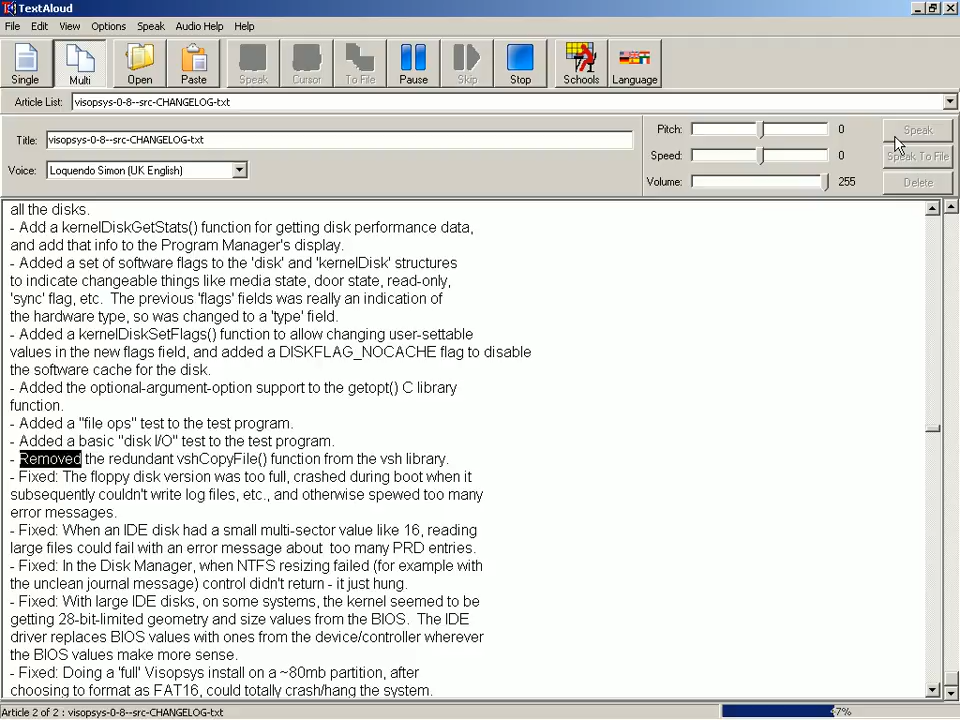 TextAloud
File Edit View Options Speak Audio Help Help
Single Multi Open Paste Speak Cursor To File Pause Skip Stop Schools Language
Article List: visopsys-0-8--src-CHANGELOG-txt
Title: visopsys-0-8--src-CHANGELOG-txt
Voice: Loquendo Simon (UK English)
Pitch: 0 Speak
Speed: 0 Speak To File
Volume: 255 Delete
all the disks.
- Add a kernelDiskGetStats() function for getting disk performance data,
and add that info to the Program Manager's display.
- Added a set of software flags to the 'disk' and 'kernelDisk' structures
to indicate changeable things like media state, door state, read-only,
'sync' flag, etc.  The previous 'flags' fields was really an indication of
the hardware type, so was changed to a 'type' field.
- Added a kernelDiskSetFlags() function to allow changing user-settable
values in the new flags field, and added a DISKFLAG_NOCACHE flag to disable
the software cache for the disk.
- Added the optional-argument-option support to the getopt() C library
function.
- Added a "file ops" test to the test program.
- Added a basic "disk I/O" test to the test program.
- Removed the redundant vshCopyFile() function from the vsh library.
- Fixed: The floppy disk version was too full, crashed during boot when it
subsequently couldn't write log files, etc., and otherwise spewed too many
error messages.
- Fixed: When an IDE disk had a small multi-sector value like 16, reading
large files could fail with an error message about  too many PRD entries.
- Fixed: In the Disk Manager, when NTFS resizing failed (for example with
the unclean journal message) control didn't return - it just hung.
- Fixed: With large IDE disks, on some systems, the kernel seemed to be
getting 28-bit-limited geometry and size values from the BIOS.  The IDE
driver replaces BIOS values with ones from the device/controller wherever
the BIOS values make more sense.
- Fixed: Doing a 'full' Visopsys install on a ~80mb partition, after
choosing to format as FAT16, could totally crash/hang the system.
Article 2 of 2 : visopsys-0-8--src-CHANGELOG-txt 47%